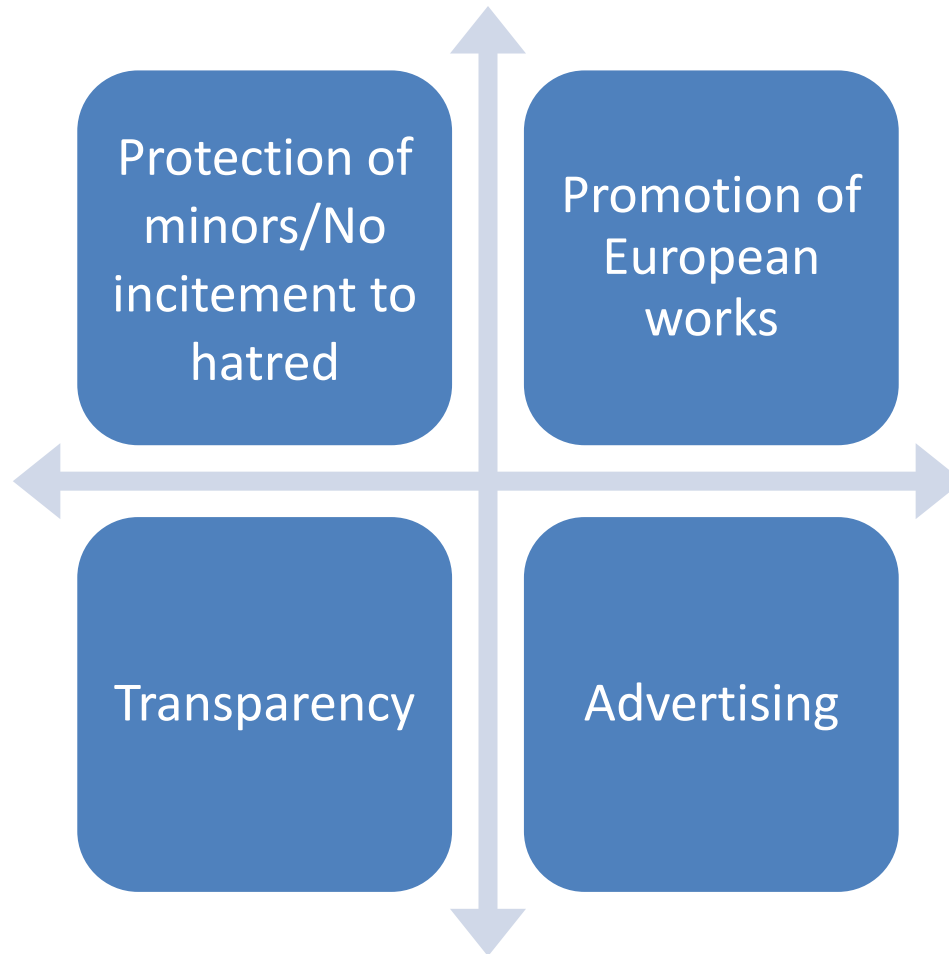 Protection of
minors/No
incitement to
hatred
Promotion of
European
works
Transparency
Advertising